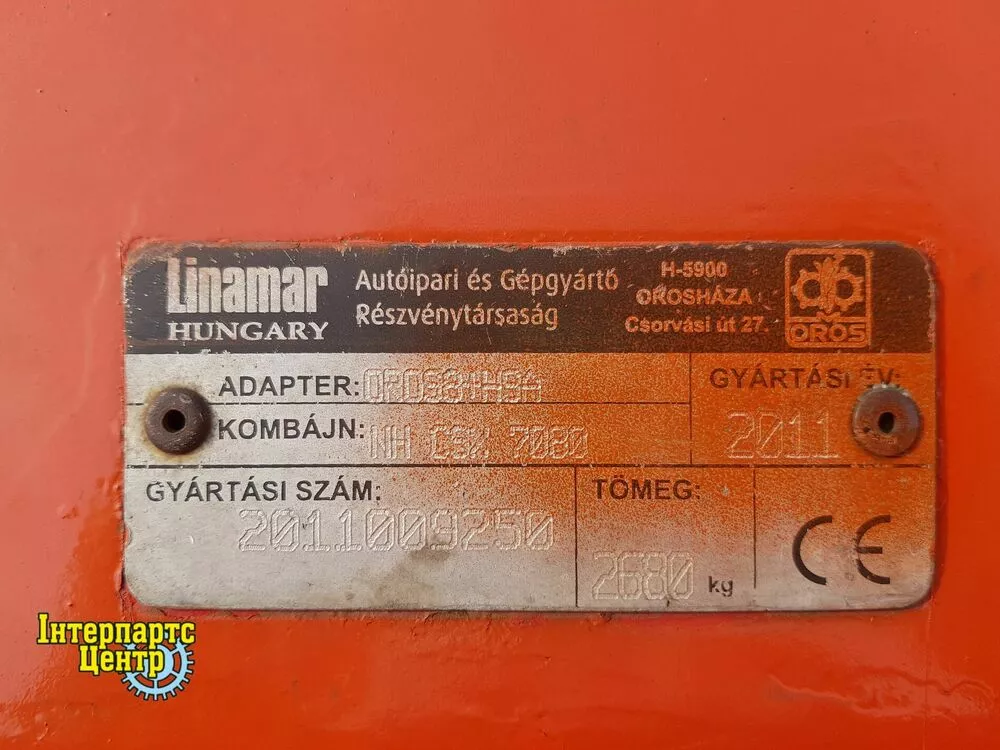 Linamar
HUNGARY
Autóipari és Gépgyártó
Részvénytársaság
H-5900
OROSHÁZA
Csorvási út 27.
OROS
ADAPTER:
GYÁRTÁSI ÉV:
2011
KOMBÁJN: NH CSX 7080
GYÁRTÁSI SZÁM:
2011009250
TÖMEG:
2680 kg
CE
Інтерпартс
Центр